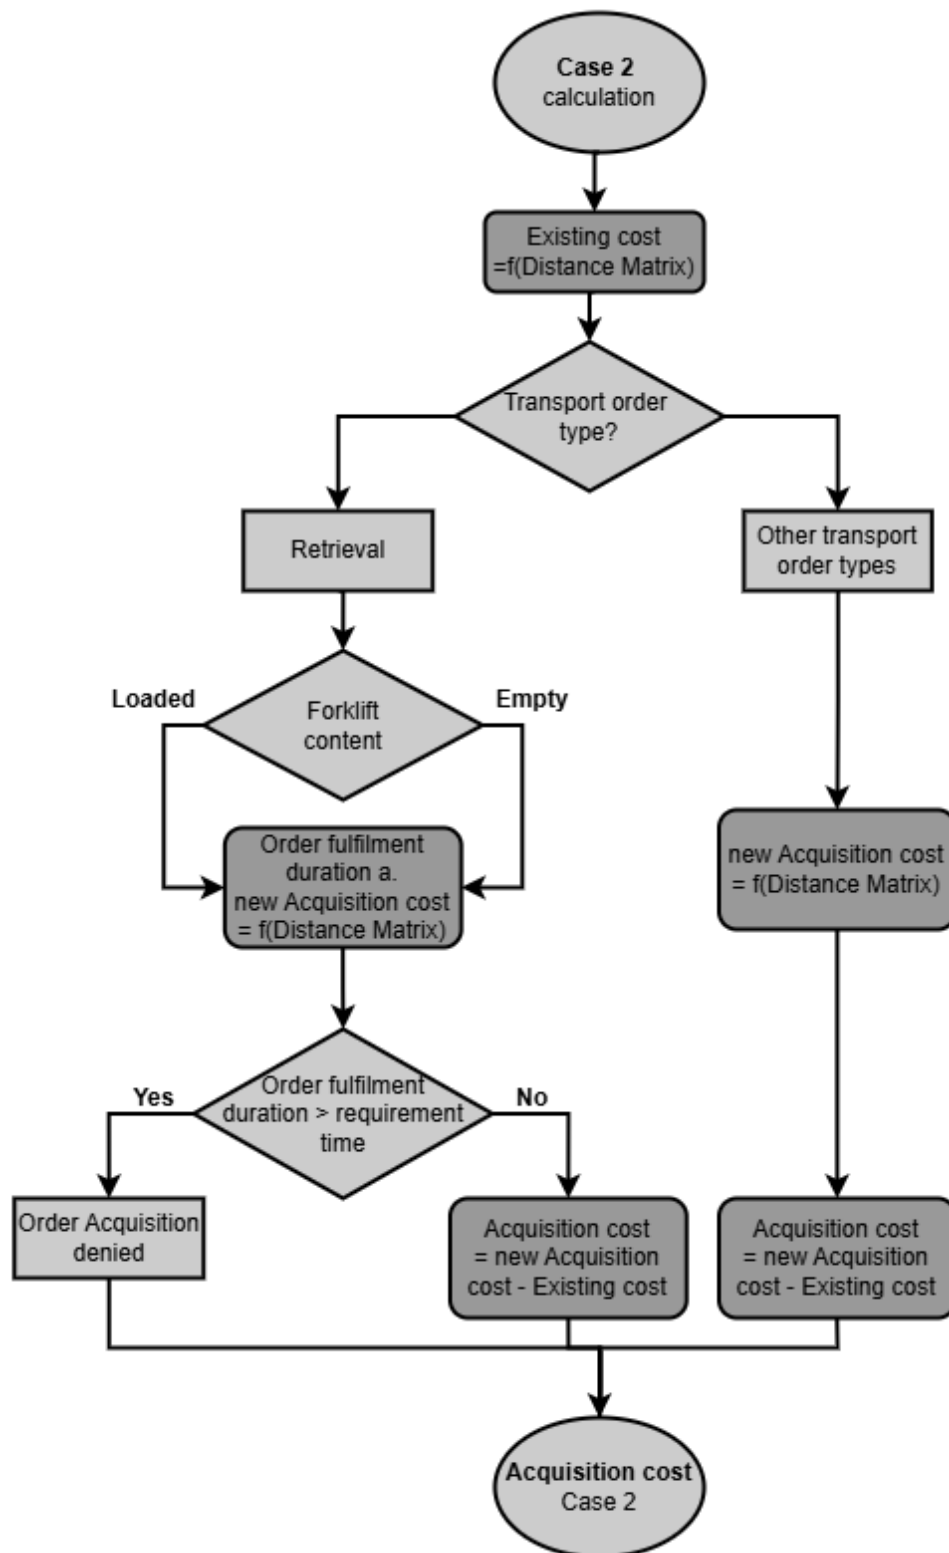 Case 2
calculation
Existing cost
=f(Distance Matrix)
Transport order
type?
Retrieval
Other transport
order types
Loaded
Empty
Forklift
content
Order fulfilment
duration a.
new Acquisition cost
= f(Distance Matrix)
new Acquisition cost
= f(Distance Matrix)
Yes
No
Order fulfilment
duration > requirement
time
Order Acquisition
denied
Acquisition cost
= new Acquisition
cost - Existing cost
Acquisition cost
= new Acquisition
cost - Existing cost
Acquisition cost
Case 2